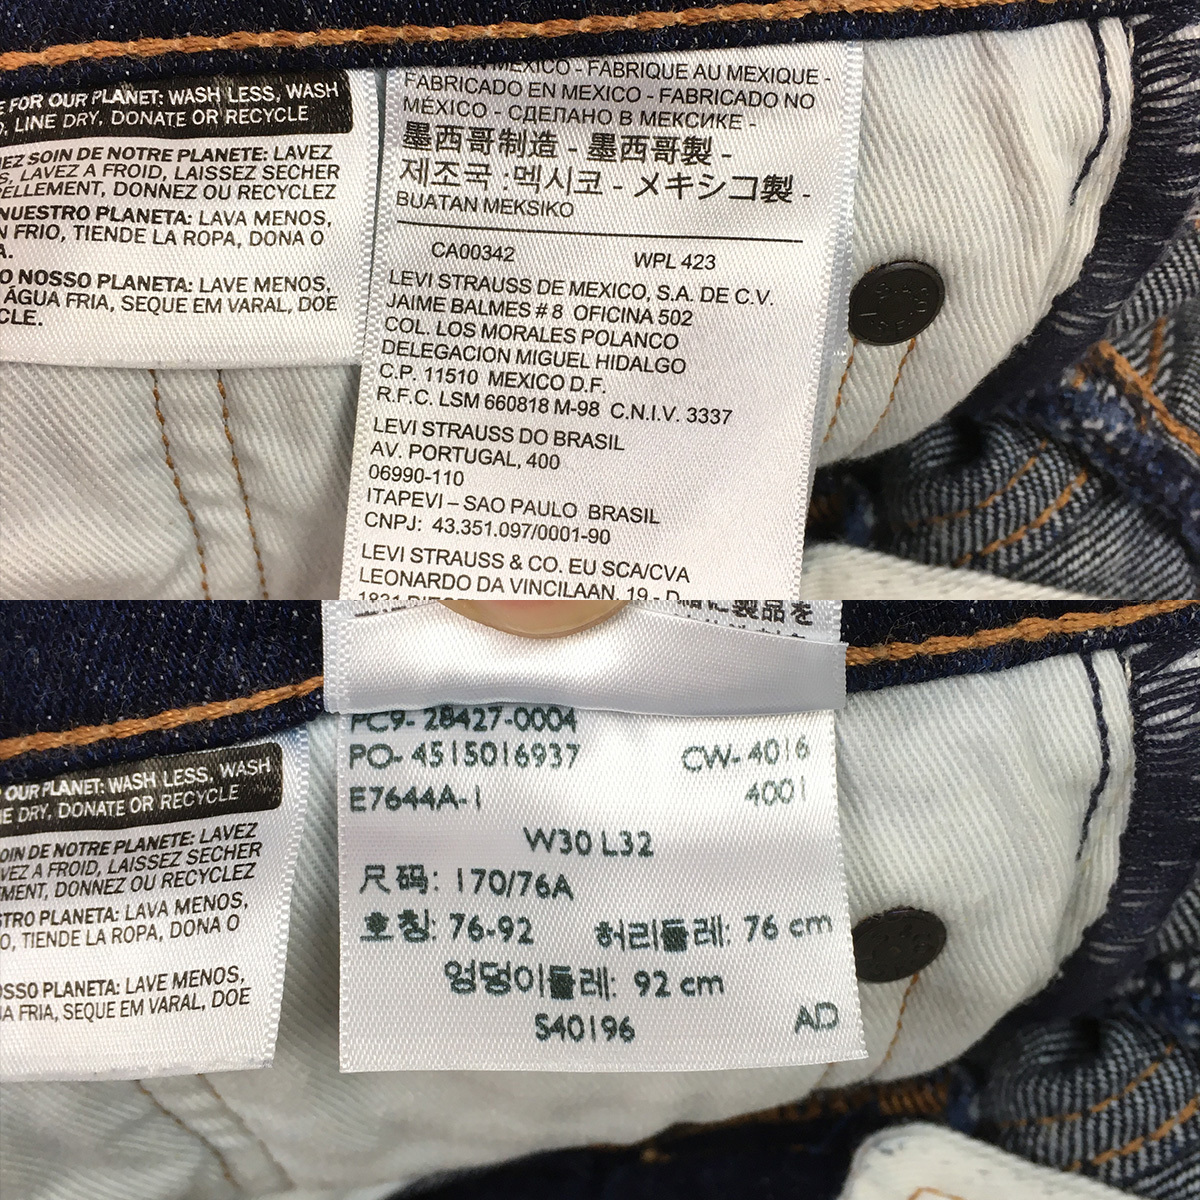 FOR OUR PLANET: WASH LESS, WASH
LINE DRY, DONATE OR RECYCLE
SOIN DE NOTRE PLANETE: LAVEZ
LAVEZ A FROID, LAISSEZ SECHER
DONNEZ OU RECYCLEZ
NUESTRO PLANETA: LAVA MENOS,
FRIO, TIENDE LA ROPA, DONA O
NOSSO PLANETA: LAVE MENOS,
ÁGUA FRIA, SEQUE EM VARAL, DOE
MEXICO - FABRIQUE AU MEXIQUE -
FABRICADO EN MEXICO - FABRICADO NO
MÉXICO - СДЕЛАНО В МЕКСИКЕ -
墨西哥制造 - 墨西哥製 -
제조국 :멕시코 - メキシコ製 -
BUATAN MEKSIKO
CA00342 WPL 423
LEVI STRAUSS DE MEXICO, S.A. DE C.V.
JAIME BALMES # 8 OFICINA 502
COL. LOS MORALES POLANCO
DELEGACION MIGUEL HIDALGO
C.P. 11510 MEXICO D.F.
R.F.C. LSM 660818 M-98 C.N.I.V. 3337
LEVI STRAUSS DO BRASIL
AV. PORTUGAL, 400
06990-110
ITAPEVI – SAO PAULO BRASIL
CNPJ: 43.351.097/0001-90
LEVI STRAUSS & CO. EU SCA/CVA
LEONARDO DA VINCILAAN, 19 - D
OUR PLANET: WASH LESS, WASH
DRY, DONATE OR RECYCLE
SOIN DE NOTRE PLANETE: LAVEZ
A FROID, LAISSEZ SECHER
DONNEZ OU RECYCLEZ
PLANETA: LAVA MENOS,
TIENDE LA ROPA, DONA O
PLANETA: LAVE MENOS,
FRIA, SEQUE EM VARAL, DOE
製品を
PC9- 28427-0004
PO- 4515016937 CW- 4016
E7644A-1 4001
W30 L32
尺码: 170/76A
호칭: 76-92 허리둘레: 76 cm
엉덩이둘레: 92 cm
S40196 AD